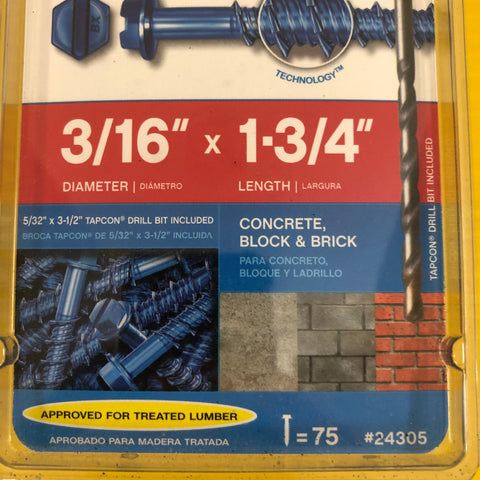 BX
TECHNOLOGY™
3/16" x 1-3/4"
DIAMETER | DIÁMETRO
LENGTH | LARGURA
5/32" x 3-1/2" TAPCON® DRILL BIT INCLUDED
BROCA TAPCON® DE 5/32" x 3-1/2" INCLUIDA
CONCRETE,
BLOCK & BRICK
PARA CONCRETO,
BLOQUE Y LADRILLO
TAPCON® DRILL BIT INCLUDED
APPROVED FOR TREATED LUMBER
APROBADO PARA MADERA TRATADA
= 75
#24305